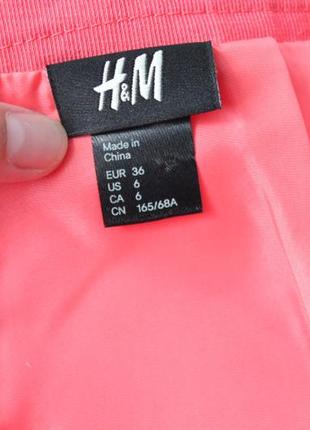 H&M
Made in
China
EUR 36
US 6
CA 6
CN 165/68A